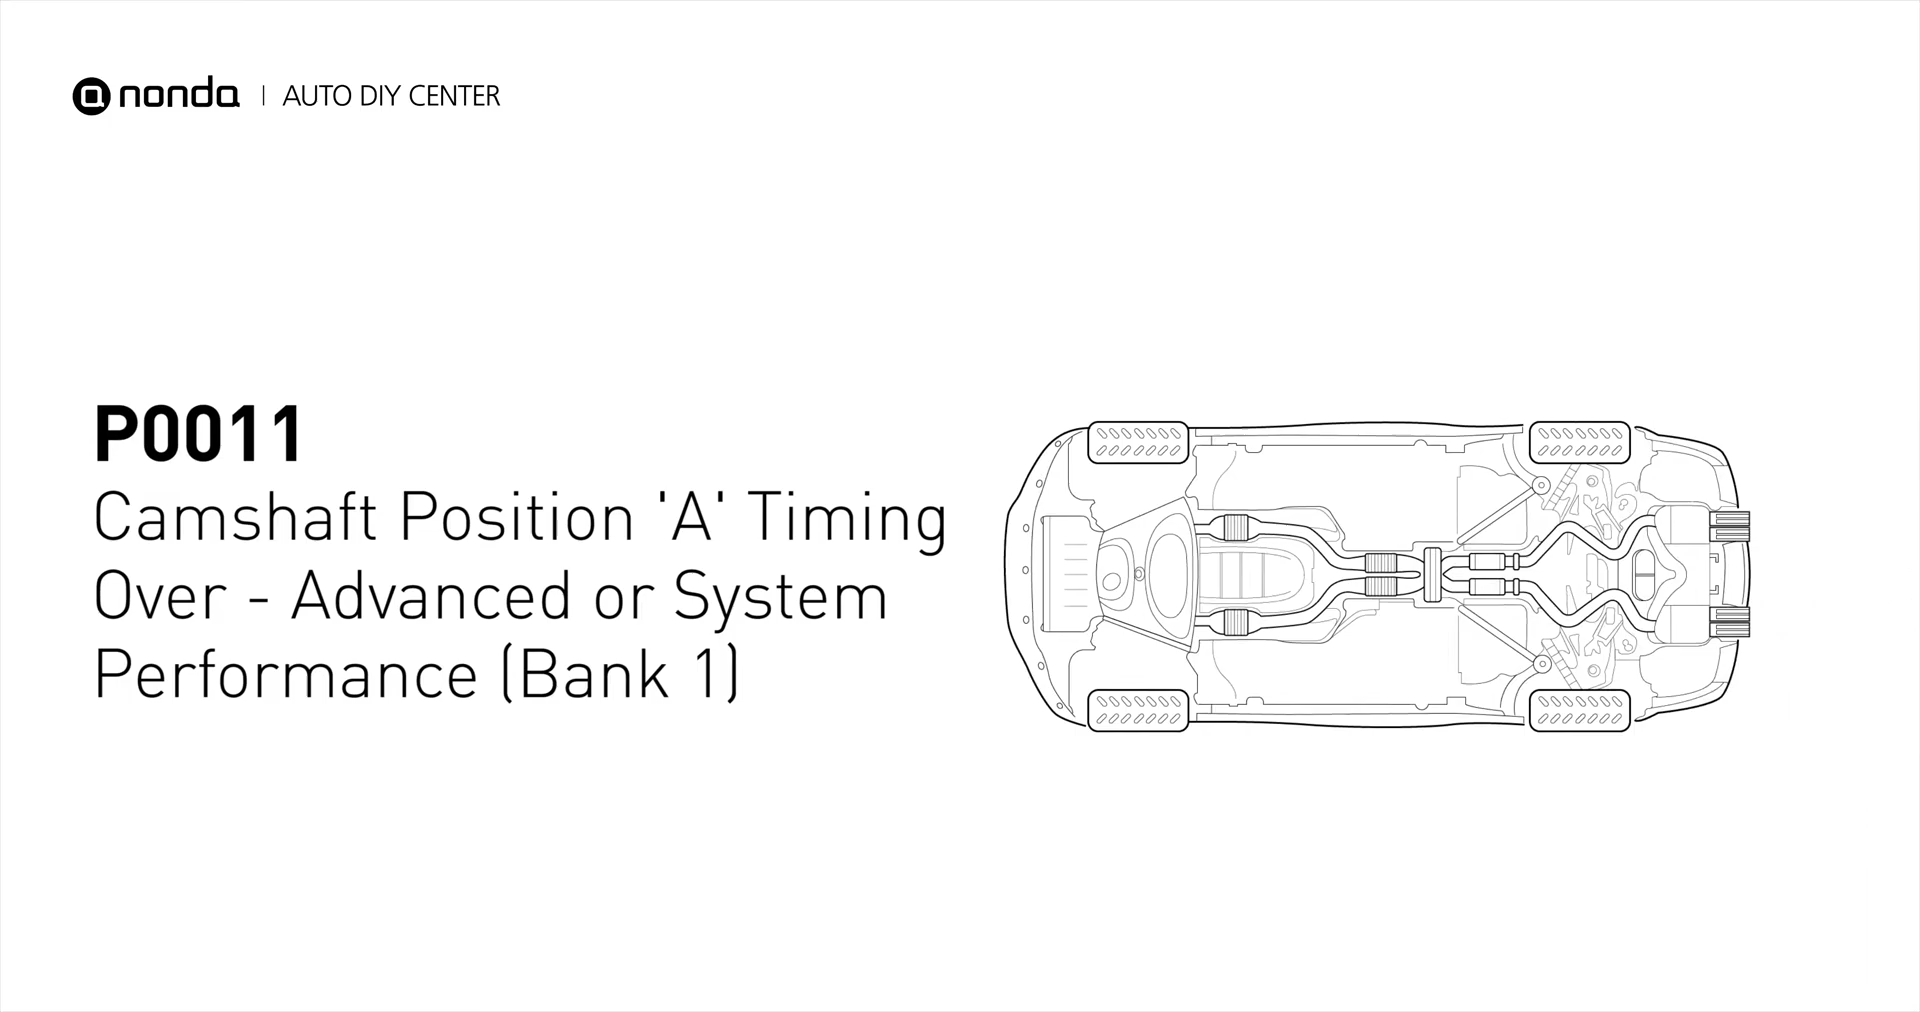 nonda | AUTO DIY CENTER
P0011
Camshaft Position 'A' Timing
Over - Advanced or System
Performance (Bank 1)